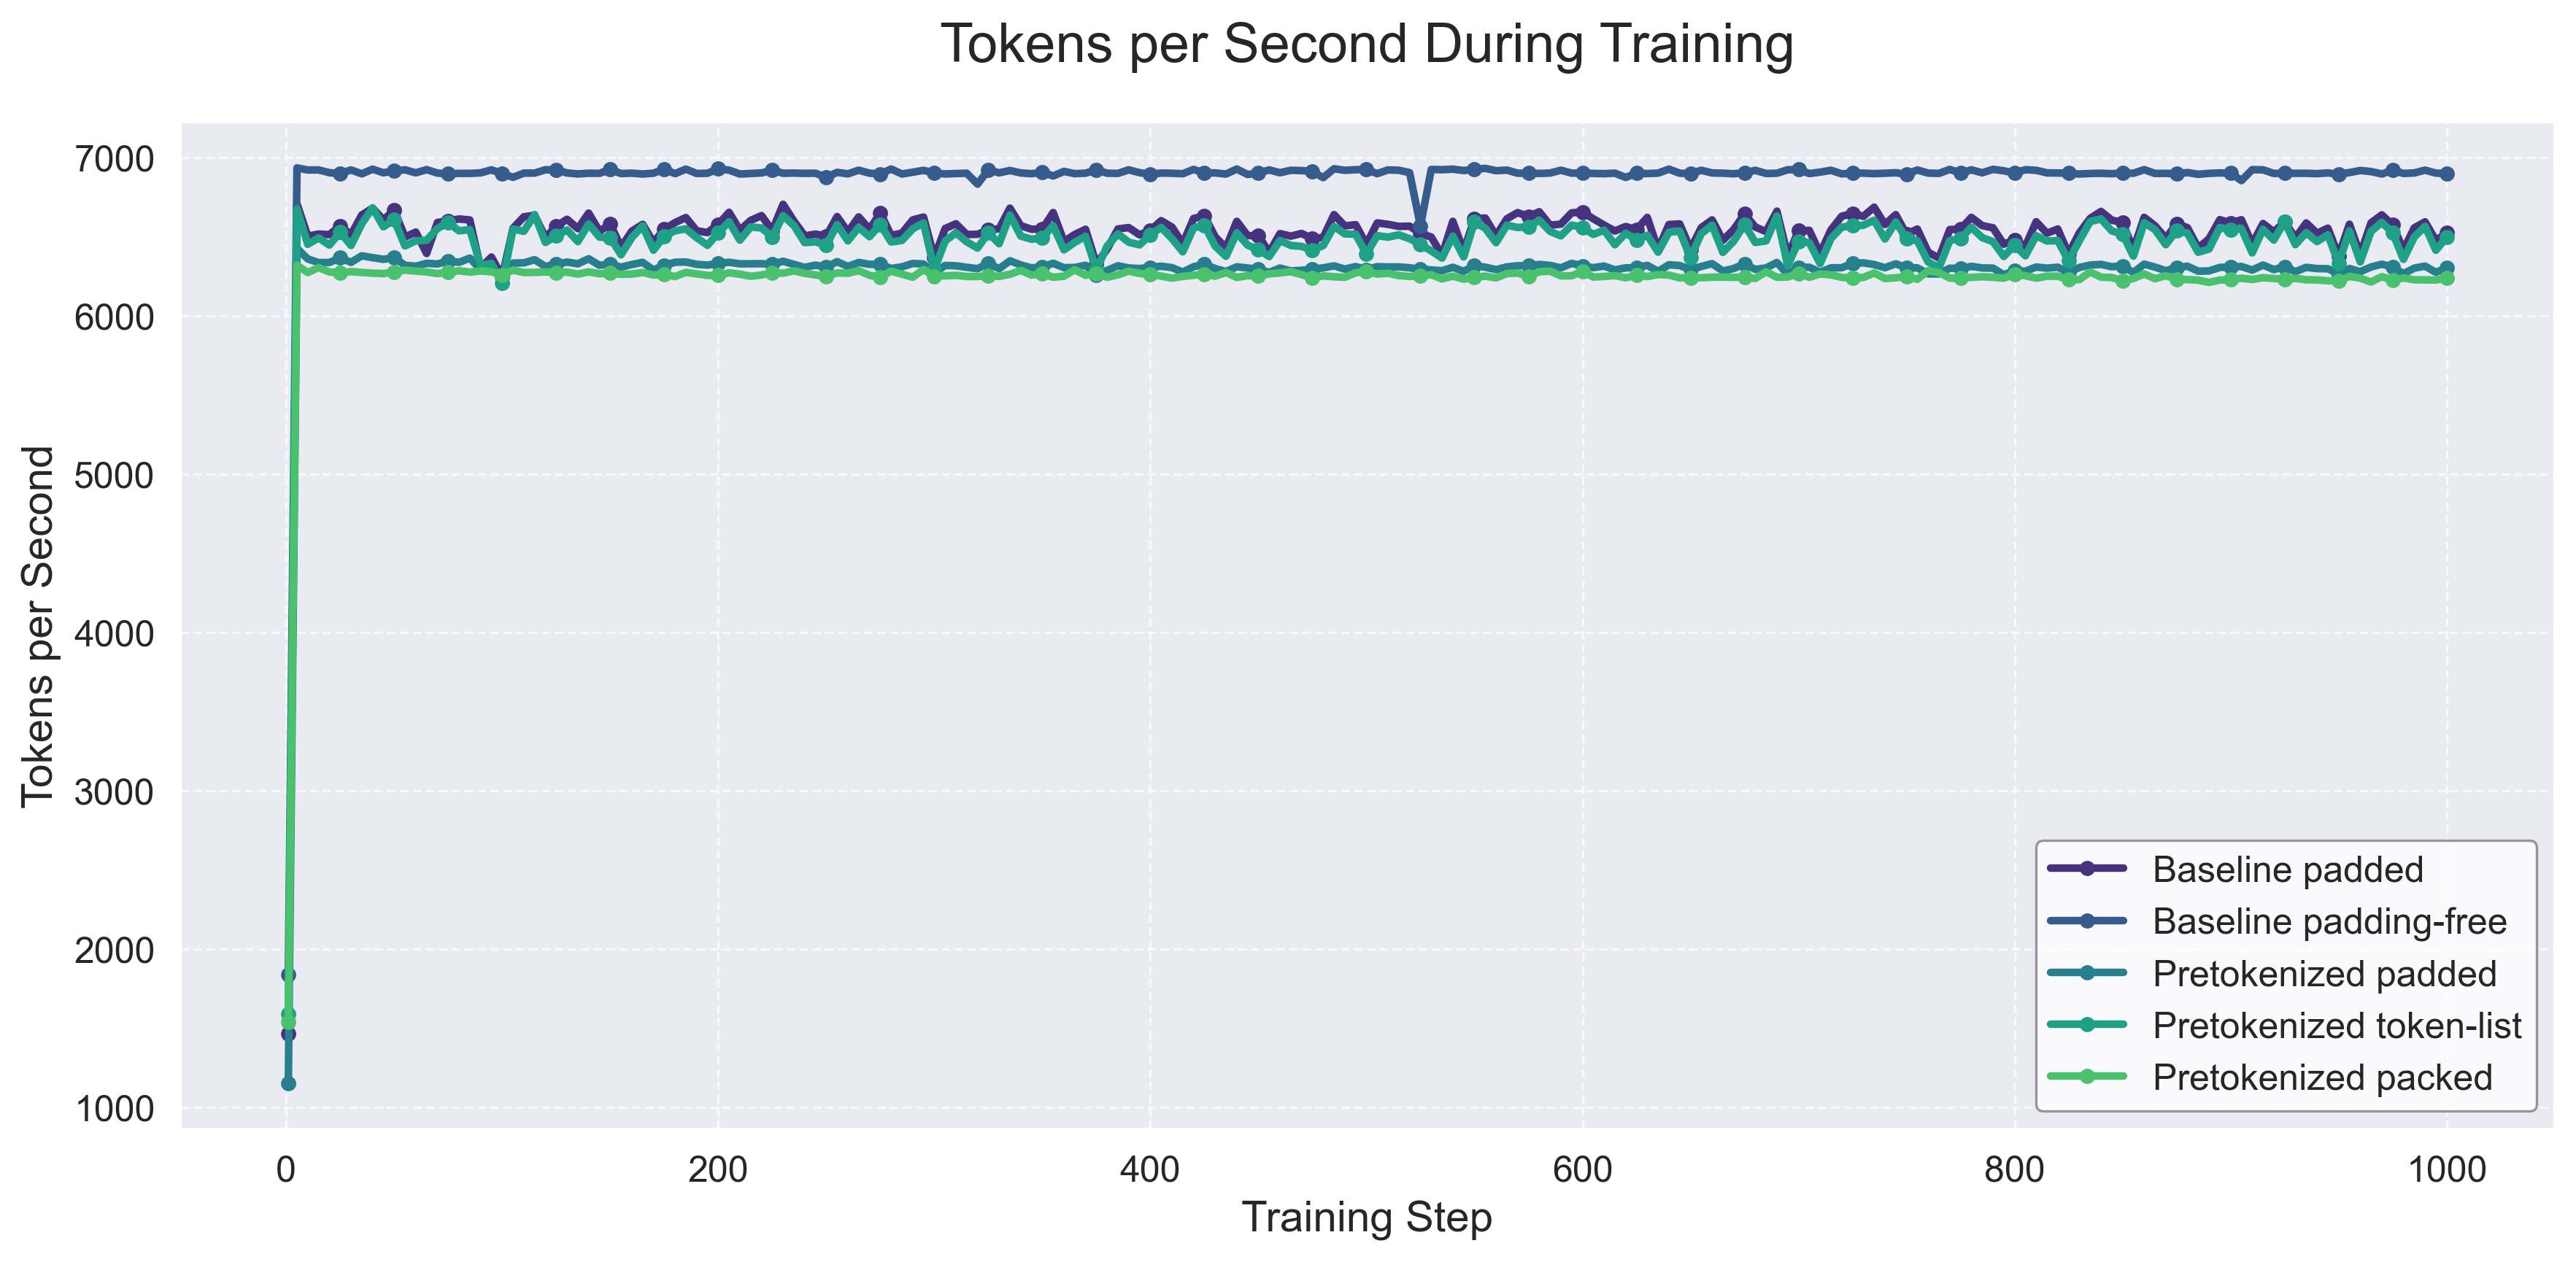 Tokens per Second During Training
Tokens per Second
7000
6000
5000
4000
3000
2000
1000
0
200
400
600
800
1000
Training Step
Baseline padded
Baseline padding-free
Pretokenized padded
Pretokenized token-list
Pretokenized packed